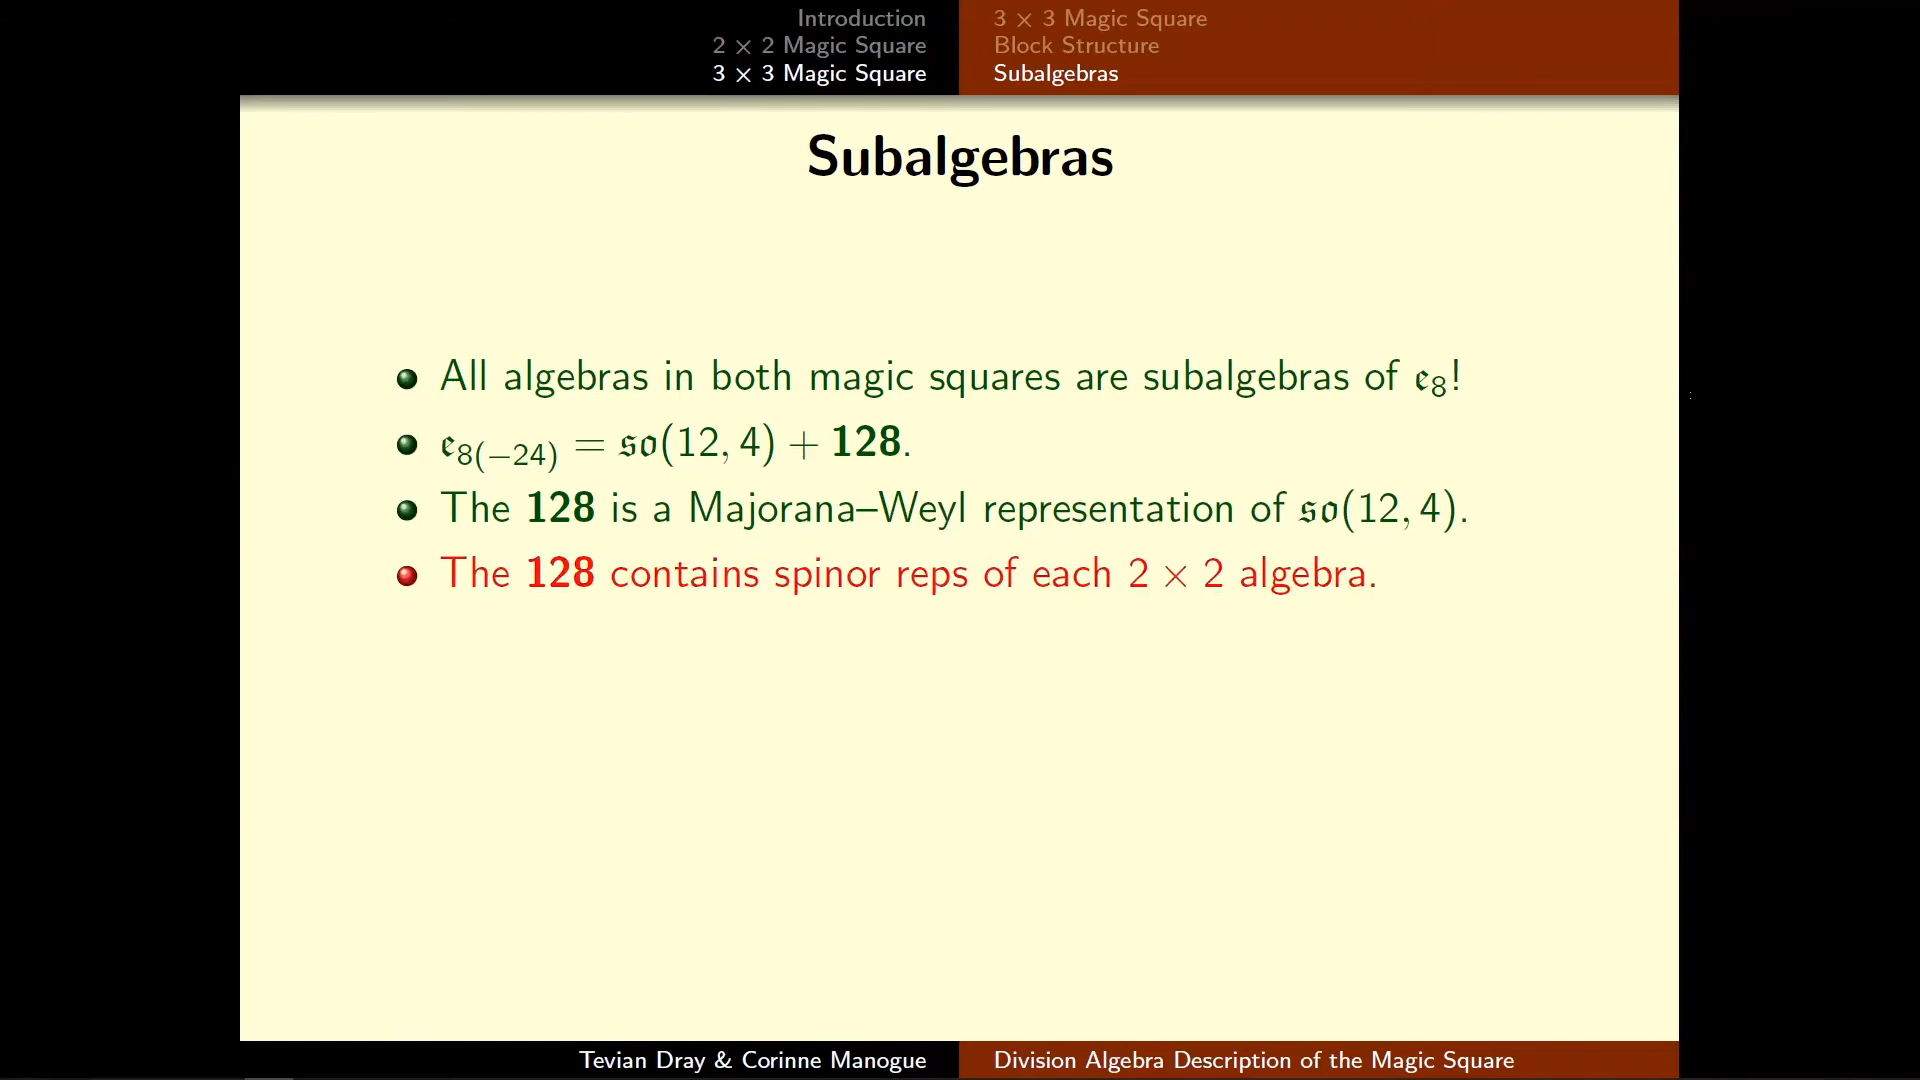 Introduction
2 × 2 Magic Square
3 × 3 Magic Square
3 × 3 Magic Square
Block Structure
Subalgebras
Subalgebras
All algebras in both magic squares are subalgebras of 𝔢₈!
𝔢₈₍₋₂₄₎ = 𝔰𝔬(12, 4) + 128.
The 128 is a Majorana–Weyl representation of 𝔰𝔬(12, 4).
The 128 contains spinor reps of each 2 × 2 algebra.
Tevian Dray & Corinne Manogue
Division Algebra Description of the Magic Square